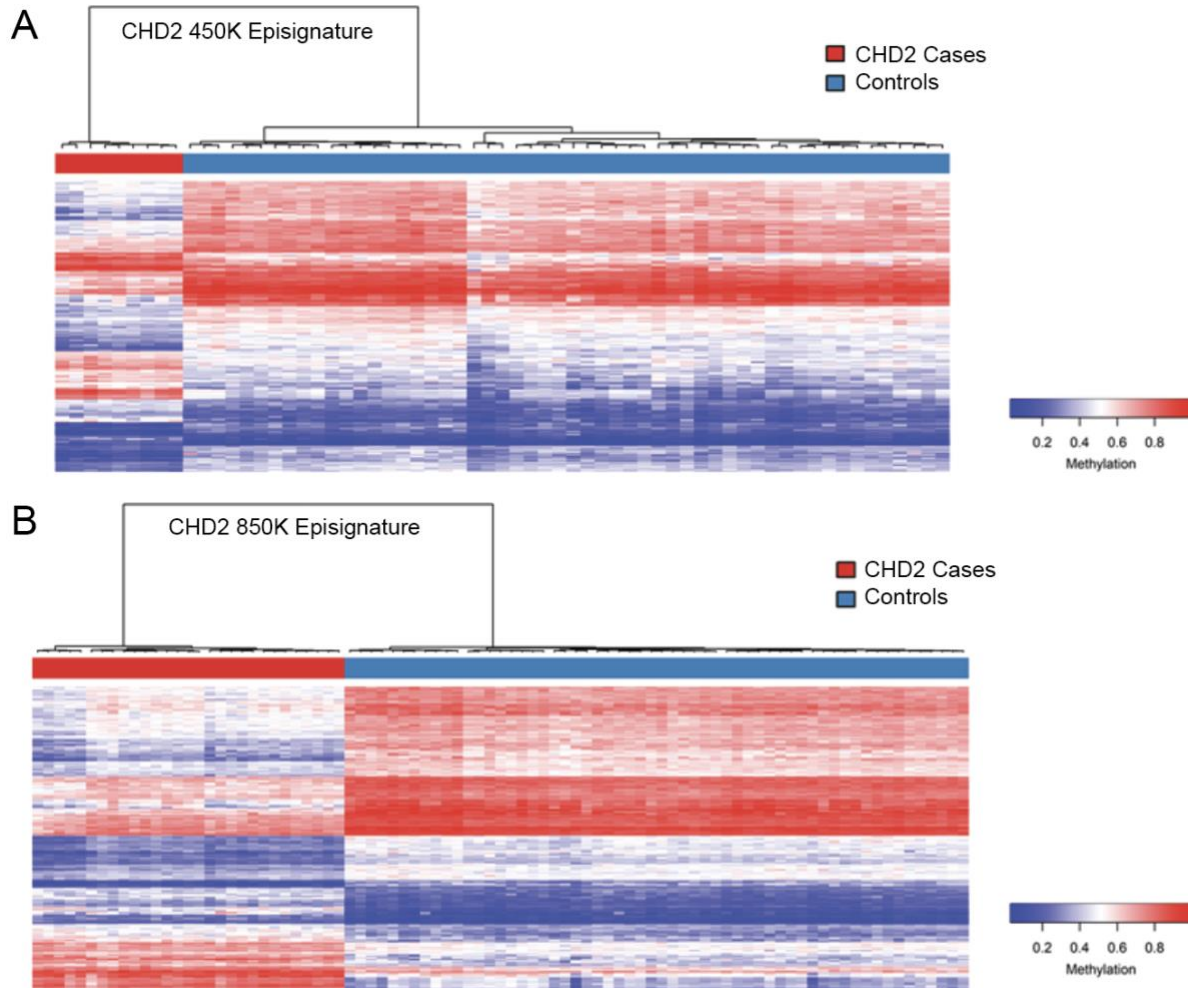 A
CHD2 450K Episignature
CHD2 Cases
Controls
0.2 0.4 0.6 0.8
Methylation
B
CHD2 850K Episignature
CHD2 Cases
Controls
0.2 0.4 0.6 0.8
Methylation